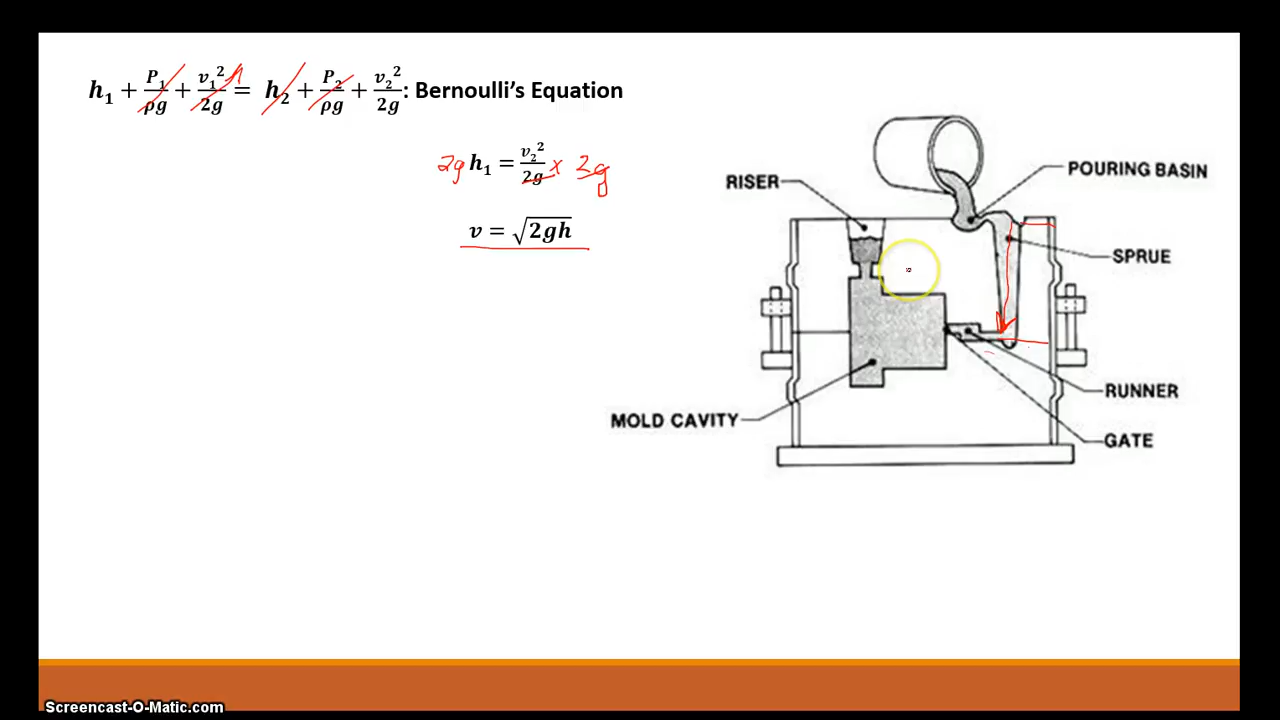 h₁ + P₁/ρg + v₁²/2g = h₂ + P₂/ρg + v₂²/2g : Bernoulli's Equation
2g h₁ = v₂²/2g x 2g
v = √2gh
POURING BASIN
RISER
SPRUE
RUNNER
MOLD CAVITY
GATE
Screencast-O-Matic.com